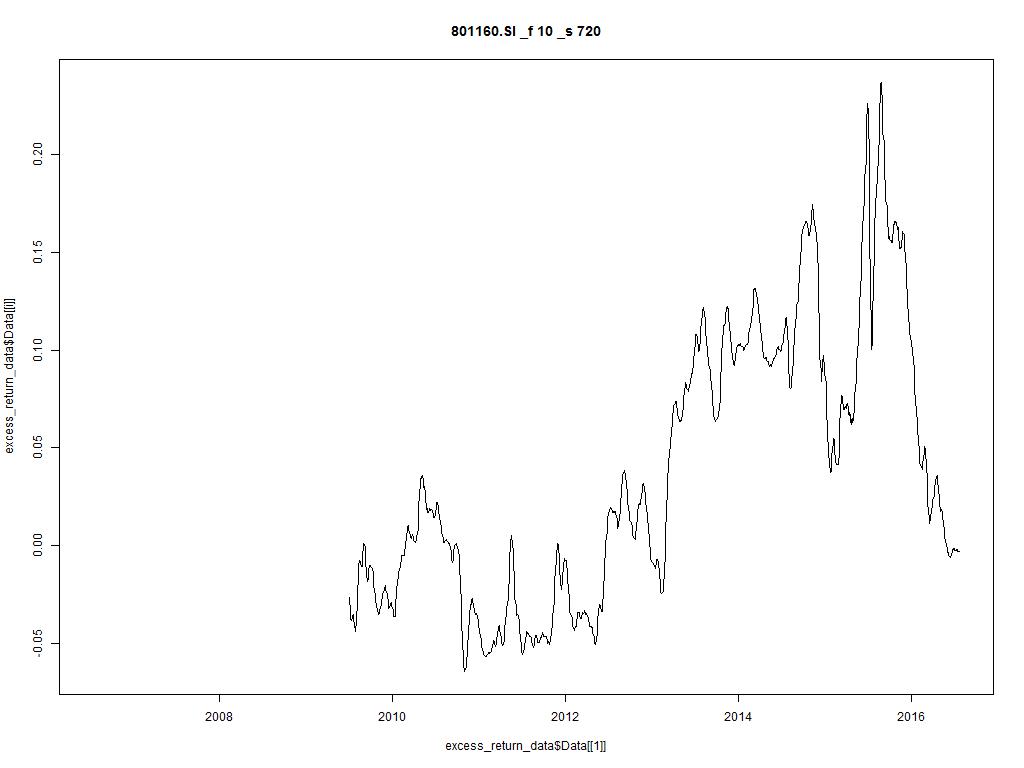 801160.SI _f 10 _s 720
excess_return_data$Data[[i]]
0.20
0.15
0.10
0.05
0.00
-0.05
2008 2010 2012 2014 2016
excess_return_data$Data[[1]]